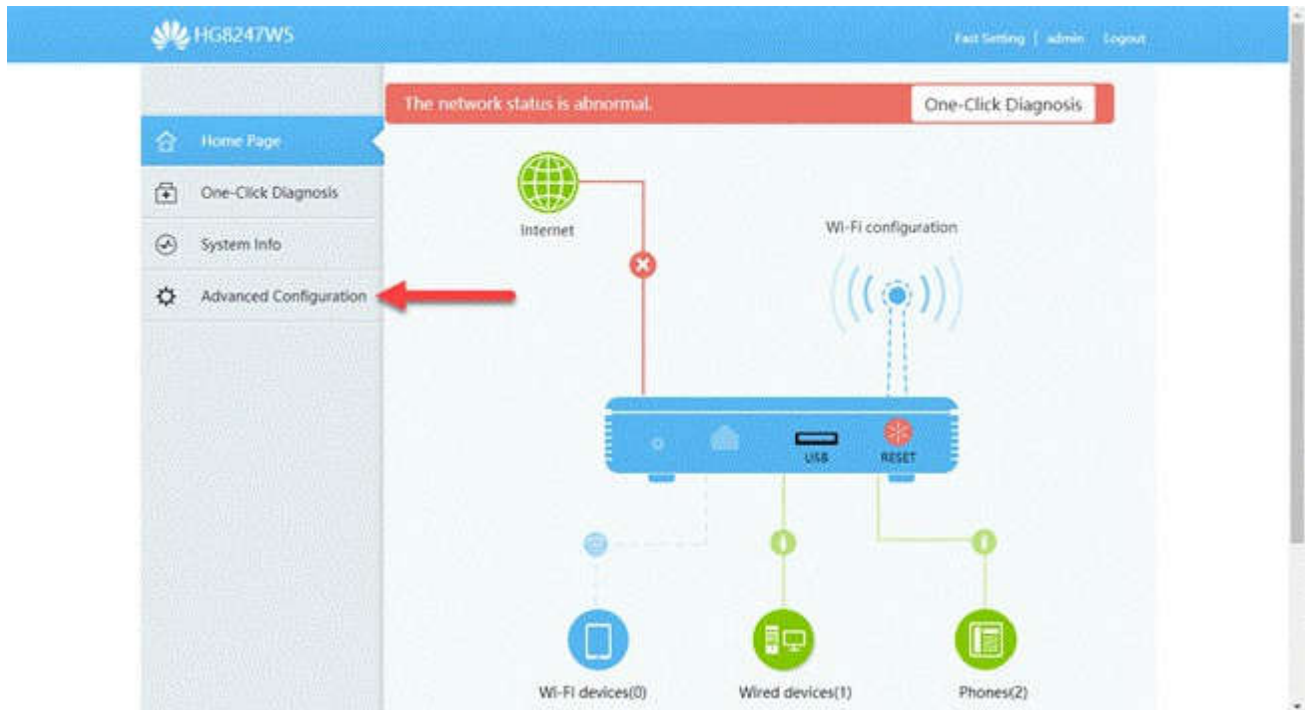 HG8247W5
Fast Setting | admin Logout
The network status is abnormal.
One-Click Diagnosis
Home Page
One-Click Diagnosis
System Info
Advanced Configuration
Internet
Wi-Fi configuration
USB
RESET
Wi-Fi devices(0)
Wired devices(1)
Phones(2)